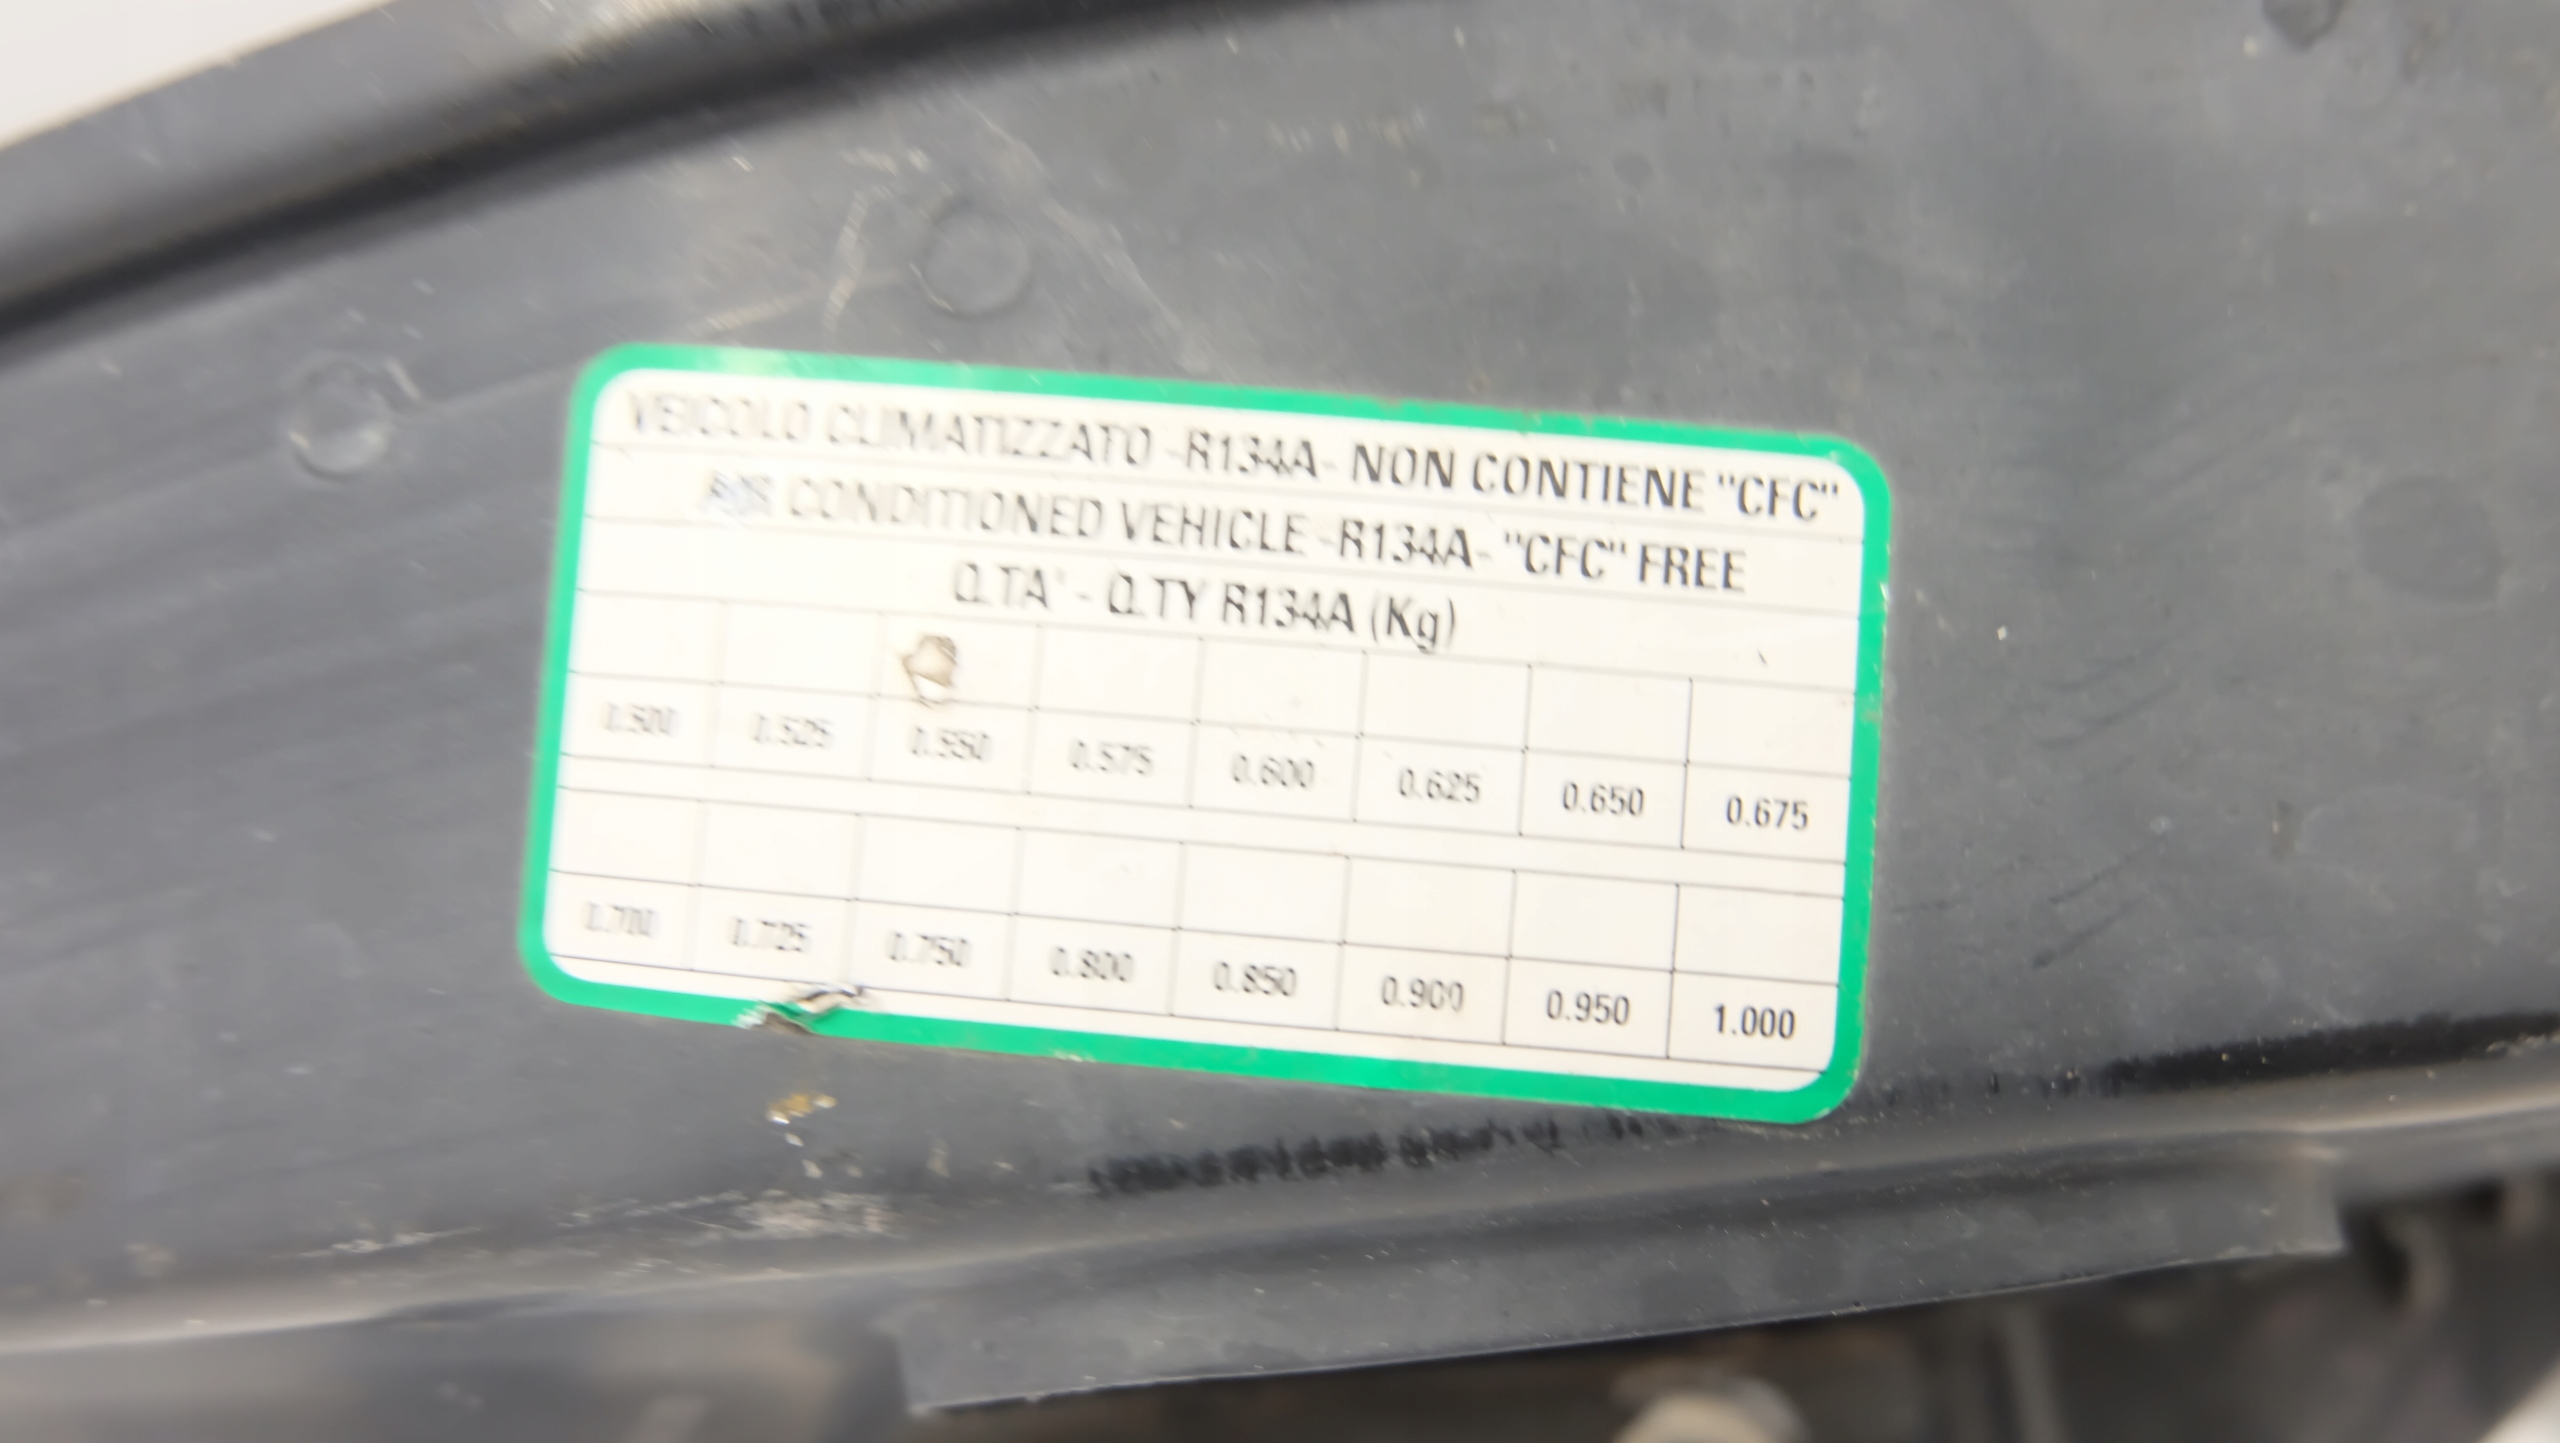 VEICOLO CLIMATIZZATO -R134A- NON CONTIENE "CFC"
AIR CONDITIONED VEHICLE -R134A- "CFC" FREE
Q.TA' - Q.TY R134A (Kg)
0.500 0.525 0.550 0.575 0.600 0.625 0.650 0.675
0.700 0.725 0.750 0.800 0.850 0.900 0.950 1.000